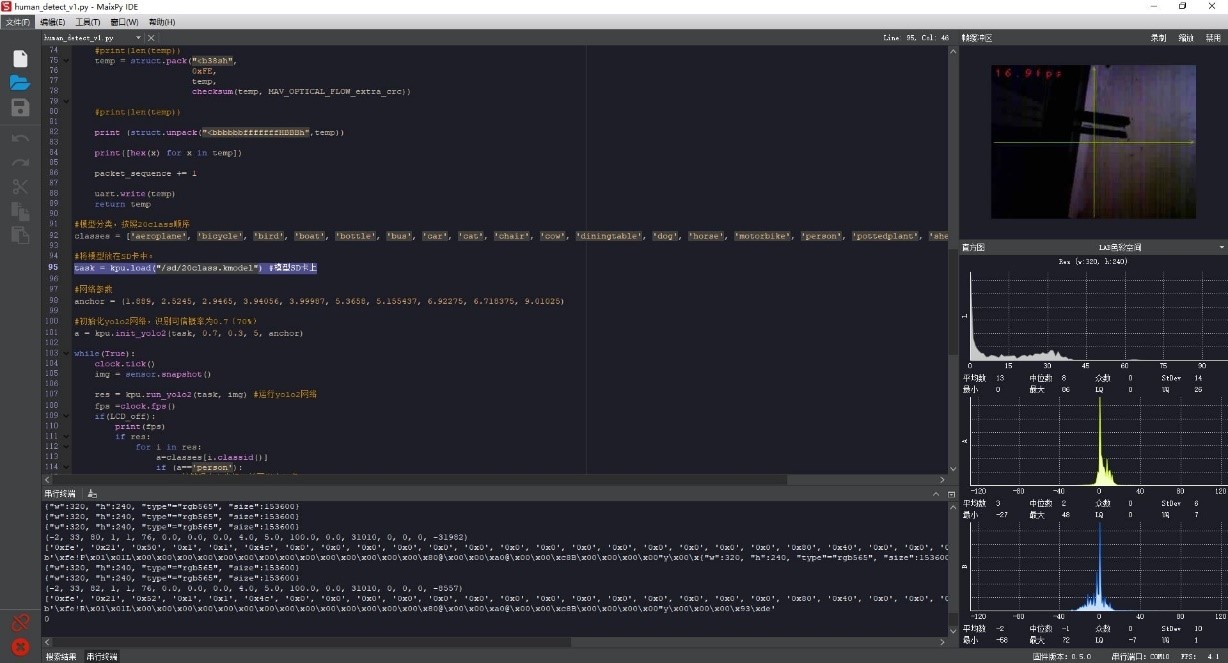 human_detect_v1.py - MaixPy IDE
文件(F) 编辑(E) 工具(T) 窗口(W) 帮助(H)
human_detect_v1.py
Line: 95, Col: 46
帧缓冲区 录制 缩放 禁用
74 #print(len(temp))
75 temp = struct.pack("<b38sh",
76 0xFE,
77 temp,
78 checksum(temp, MAV_OPTICAL_FLOW_extra_crc))
79
80 #print(len(temp))
81
82 print (struct.unpack("<bbbbbbfffffffHBBBh",temp))
83
84 print([hex(x) for x in temp])
85
86 packet_sequence += 1
87
88 uart.write(temp)
89 return temp
90
91 #模型分类，按照20class顺序
92 classes = ['aeroplane', 'bicycle', 'bird', 'boat', 'bottle', 'bus', 'car', 'cat', 'chair', 'cow', 'diningtable', 'dog', 'horse', 'motorbike', 'person', 'pottedplant', 'she
93
94 #将模型放在SD卡中。
95 task = kpu.load("/sd/20class.kmodel") #模型SD卡上
96
97 #网络参数
98 anchor = (1.889, 2.5245, 2.9465, 3.94056, 3.99987, 5.3658, 5.155437, 6.92275, 6.718375, 9.01025)
99
100 #初始化yolo2网络，识别可信概率为0.7（70%）
101 a = kpu.init_yolo2(task, 0.7, 0.3, 5, anchor)
102
103 while(True):
104 clock.tick()
105 img = sensor.snapshot()
106
107 res = kpu.run_yolo2(task, img) #运行yolo2网络
108 fps =clock.fps()
109 if(LCD_off):
110 print(fps)
111 if res:
112 for i in res:
113 a=classes[i.classid()]
114 if (a=='person'):
16.91fps
直方图 LAB色彩空间
Res (w:320, h:240)
L
0 15 30 45 60 75 90
平均数 13 中位数 8 众数 0 StDev 14
最小 0 最大 86 LQ 0 UQ 26
A
-120 -80 -40 0 40 80 120
平均数 3 中位数 2 众数 0 StDev 6
最小 -27 最大 48 LQ 0 UQ 7
B
-120 -80 -40 0 40 80 120
平均数 -2 中位数 -1 众数 0 StDev 10
最小 -58 最大 72 LQ -7 UQ 1
串行终端
{"w":320, "h":240, "type"="rgb565", "size":153600}
{"w":320, "h":240, "type"="rgb565", "size":153600}
{"w":320, "h":240, "type"="rgb565", "size":153600}
(-2, 33, 80, 1, 1, 76, 0.0, 0.0, 0.0, 4.0, 5.0, 100.0, 0.0, 31010, 0, 0, 0, -31982)
['0xfe', '0x21', '0x50', '0x1', '0x1', '0x4c', '0x0', '0x0', '0x0', '0x0', '0x0', '0x0', '0x0', '0x0', '0x0', '0x0', '0x0', '0x0', '0x0', '0x0', '0x80', '0x40', '0x0', '0x0', '0
b'\xfe!P\x01\x01L\x00\x00\x00\x00\x00\x00\x00\x00\x00\x00\x00\x00\x00\x00\x80@\x00\x00\xa0@\x00\x00\xc8B\x00\x00\x00\x00"y\x00\x{"w":320, "h":240, "type"="rgb565", "size":153600
{"w":320, "h":240, "type"="rgb565", "size":153600}
{"w":320, "h":240, "type"="rgb565", "size":153600}
(-2, 33, 82, 1, 1, 76, 0.0, 0.0, 0.0, 4.0, 5.0, 100.0, 0.0, 31010, 0, 0, 0, -8557)
['0xfe', '0x21', '0x52', '0x1', '0x1', '0x4c', '0x0', '0x0', '0x0', '0x0', '0x0', '0x0', '0x0', '0x0', '0x0', '0x0', '0x0', '0x0', '0x0', '0x0', '0x80', '0x40', '0x0', '0x0', '0
b'\xfe!R\x01\x01L\x00\x00\x00\x00\x00\x00\x00\x00\x00\x00\x00\x00\x00\x00\x80@\x00\x00\xa0@\x00\x00\xc8B\x00\x00\x00\x00"y\x00\x00\x00\x93\xde'
0
搜索结果 串行终端
固件版本: 0.5.0 串行端口: COM10 FPS: 4.1